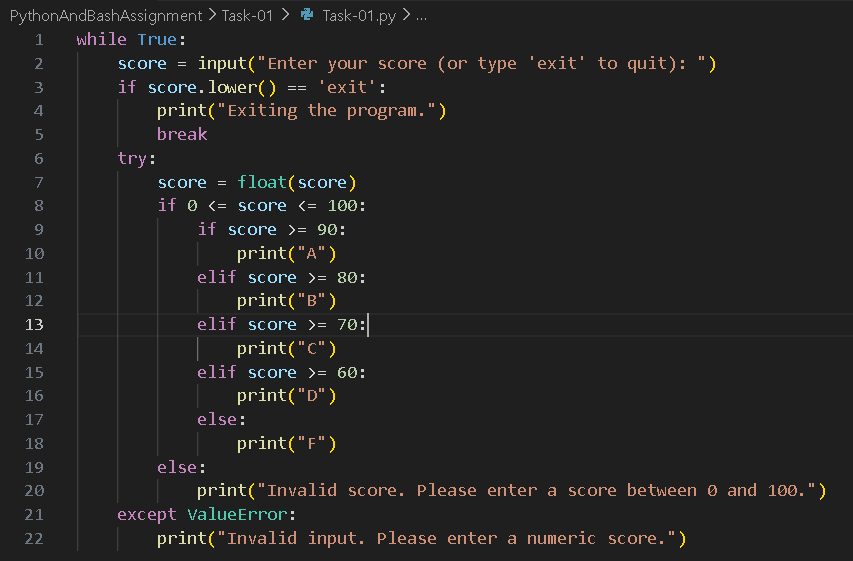 PythonAndBashAssignment > Task-01 > Task-01.py > ...
1 while True:
2     score = input("Enter your score (or type 'exit' to quit): ")
3     if score.lower() == 'exit':
4         print("Exiting the program.")
5         break
6     try:
7         score = float(score)
8         if 0 <= score <= 100:
9             if score >= 90:
10                 print("A")
11             elif score >= 80:
12                 print("B")
13             elif score >= 70:
14                 print("C")
15             elif score >= 60:
16                 print("D")
17             else:
18                 print("F")
19         else:
20             print("Invalid score. Please enter a score between 0 and 100.")
21     except ValueError:
22         print("Invalid input. Please enter a numeric score.")